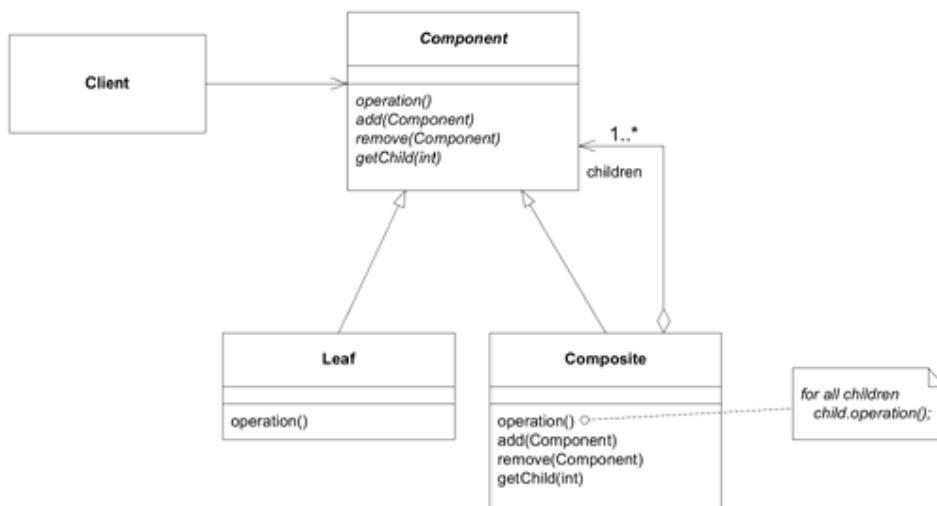 Component
Client
operation()
add(Component)
remove(Component)
getChild(int)
1..*
children
Leaf
operation()
Composite
operation()
add(Component)
remove(Component)
getChild(int)
for all children
child.operation();